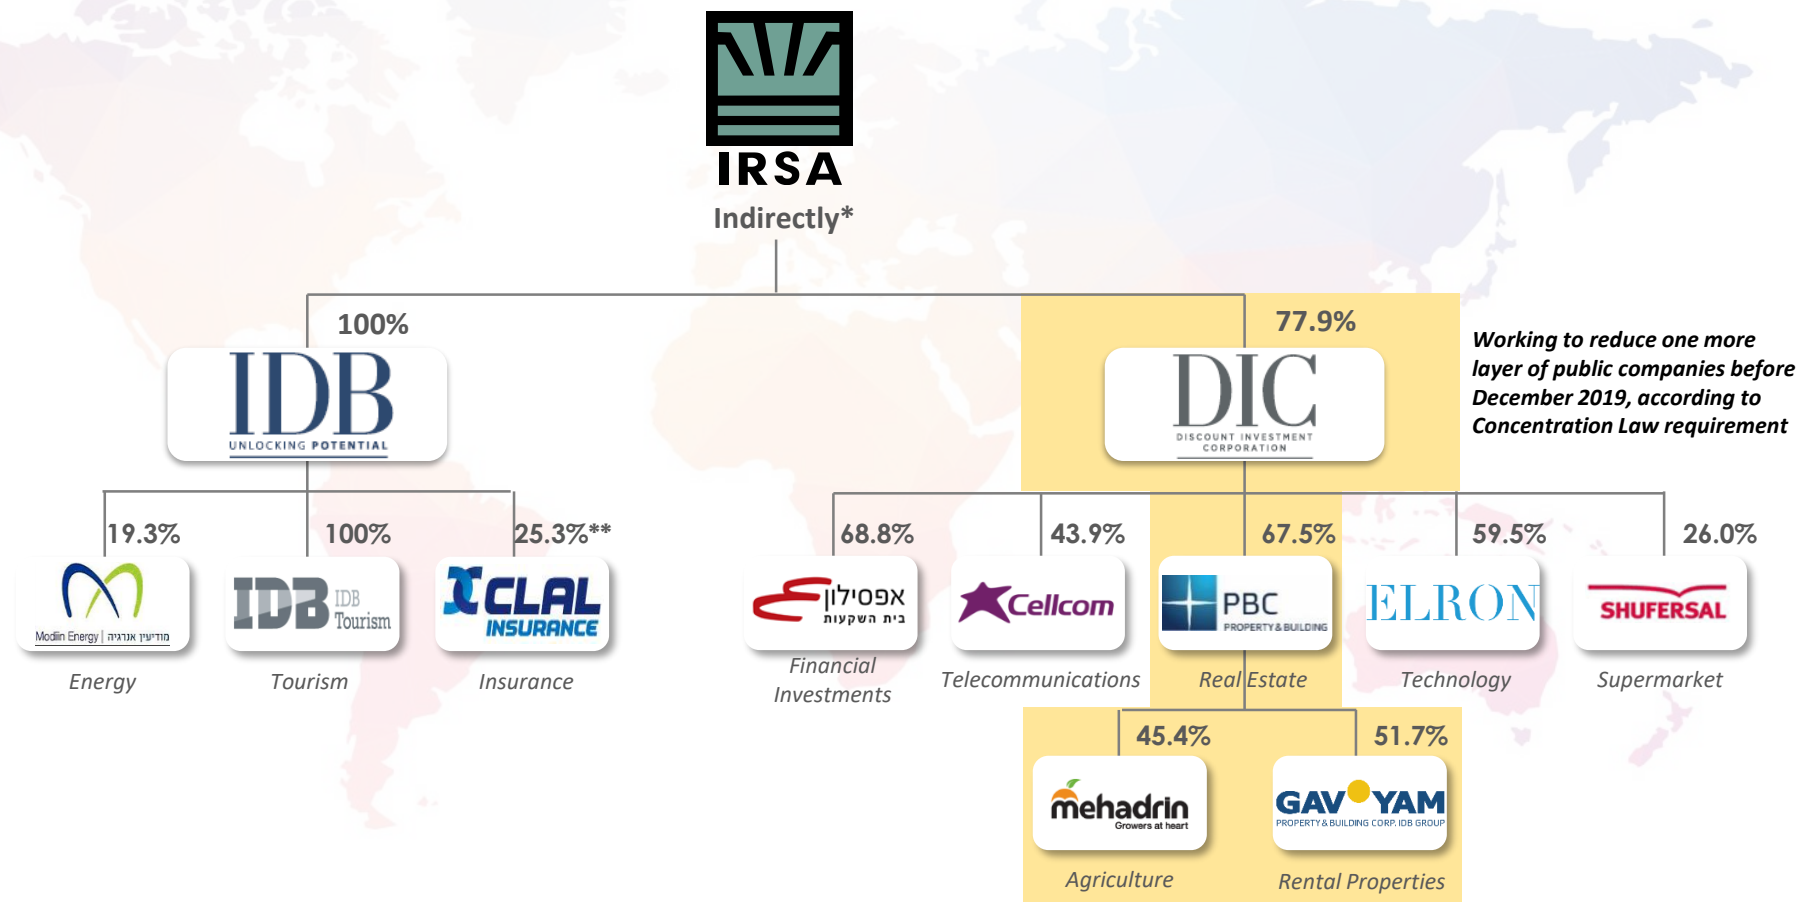 IRSA
Indirectly*
100%
77.9%
IDB
UNLOCKING POTENTIAL
DIC
DISCOUNT INVESTMENT
CORPORATION
Working to reduce one more
layer of public companies before
December 2019, according to
Concentration Law requirement
19.3%
100%
25.3%**
68.8%
43.9%
67.5%
59.5%
26.0%
Modiin Energy | מודיעין אנרגיה
IDB
IDB
Tourism
CLAL
INSURANCE
אפסילון
בית השקעות
Cellcom
PBC
PROPERTY & BUILDING
ELRON
SHUFERSAL
Energy
Tourism
Insurance
Financial
Investments
Telecommunications
Real Estate
Technology
Supermarket
45.4%
51.7%
mehadrin
Growers at heart
GAV YAM
PROPERTY & BUILDING CORP. IDB GROUP
Agriculture
Rental Properties